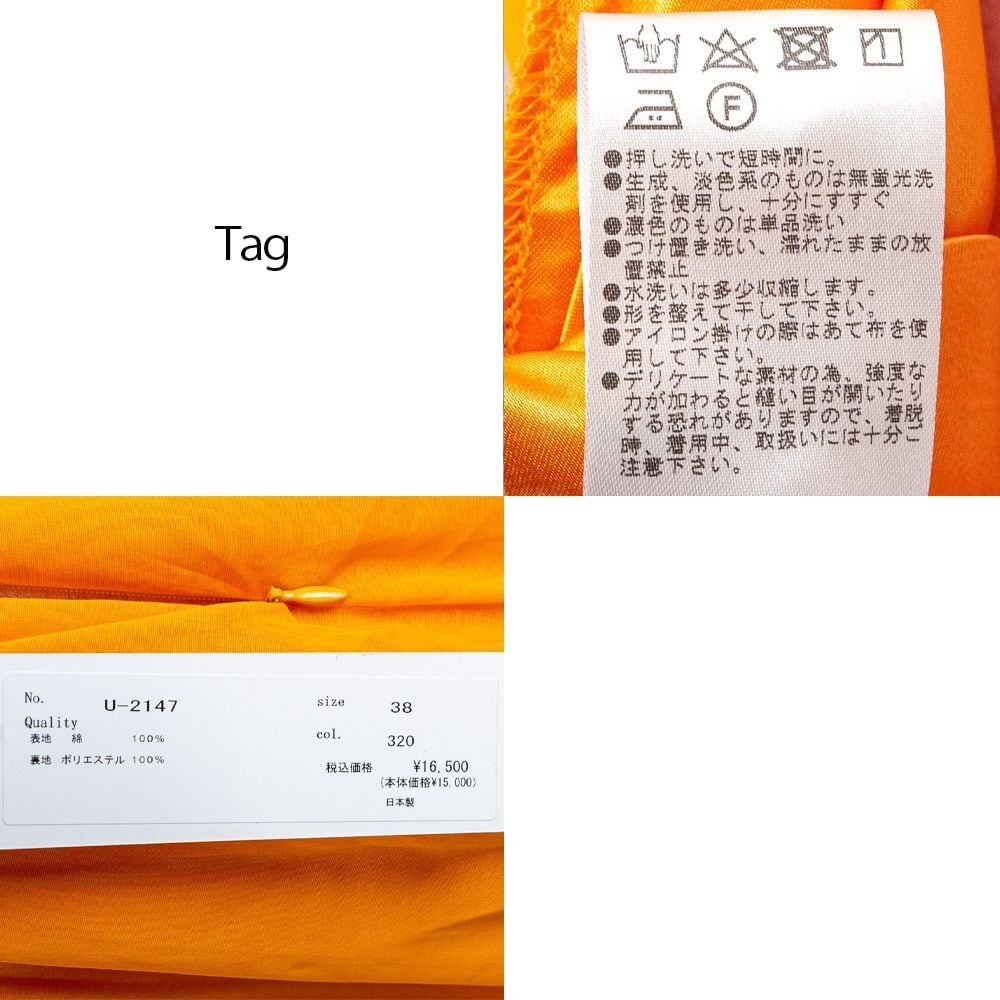 Tag
F
●押し洗いで短時間に。
●生成、淡色系のものは無蛍光洗
剤を使用し、十分にすすぐ
●濃色のものは単品洗い
●つけ置き洗い、濡れたままの放
置禁止
●水洗いは多少収縮します。
●形を整えて干して下さい。
●アイロン掛けの際はあて布を使
用して下さい。
●デリケートな素材の為、強度な
力が加わると縫い目が開いたり
する恐れがありますので、着脱
時、着用中、取扱いには十分ご
注意下さい。
No. U-2147 size 38
Quality
表地 綿 100% col. 320
裏地 ポリエステル 100%
税込価格 ¥16,500
(本体価格¥15,000)
日本製